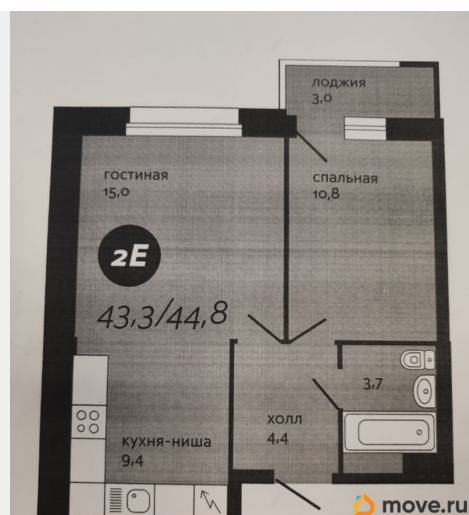 лоджия
3,0
гостиная
15,0
спальная
10,8
2Е
43,3/44,8
3,7
холл
4,4
кухня-ниша
9,4
move.ru